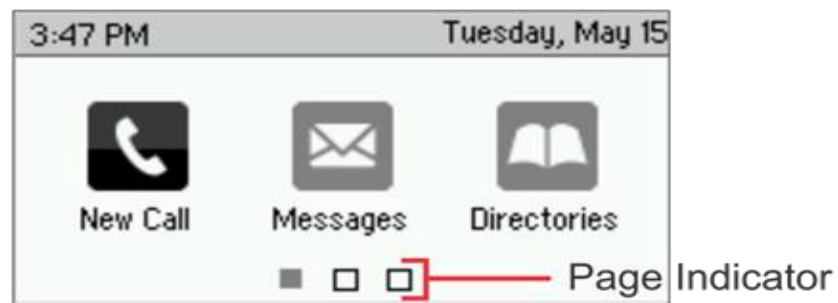 3:47 PM Tuesday, May 15
New Call Messages Directories
Page Indicator